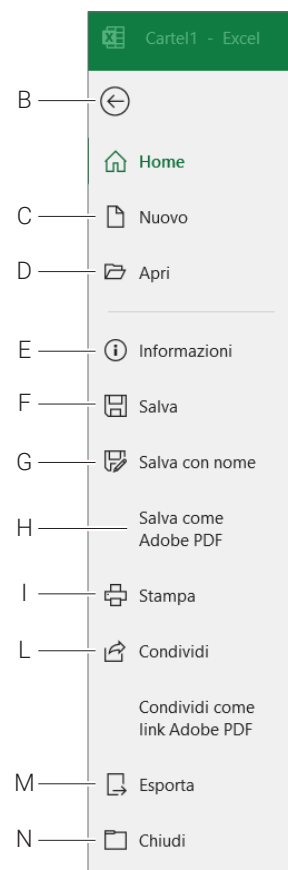 Cartel1 - Excel
B
Home
C Nuovo
D Apri
E Informazioni
F Salva
G Salva con nome
H Salva come
Adobe PDF
I Stampa
L Condividi
Condividi come
link Adobe PDF
M Esporta
N Chiudi